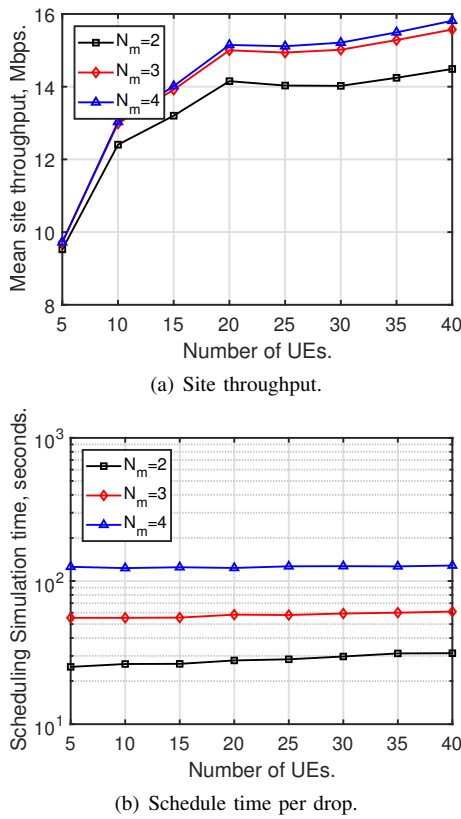 Mean site throughput, Mbps.
16
14
12
10
8
N_m=2
N_m=3
N_m=4
5 10 15 20 25 30 35 40
Number of UEs.
(a) Site throughput.
Scheduling Simulation time, seconds.
10^3
10^2
10^1
N_m=2
N_m=3
N_m=4
5 10 15 20 25 30 35 40
Number of UEs.
(b) Schedule time per drop.